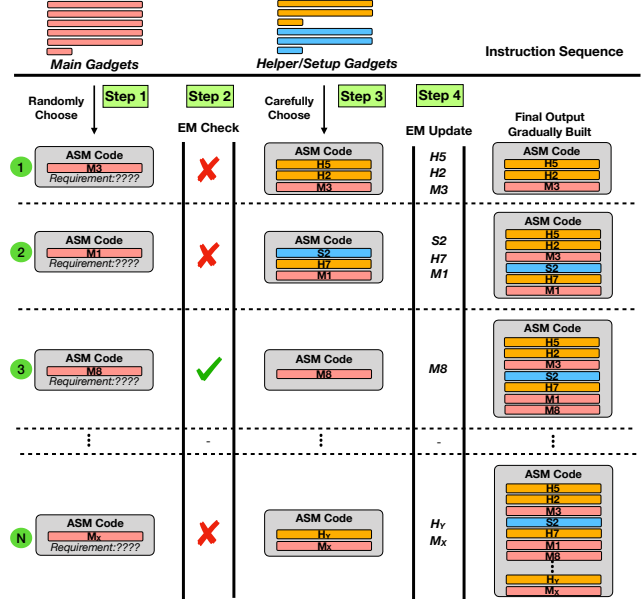 Main Gadgets
Helper/Setup Gadgets
Instruction Sequence
Randomly
Choose
Step 1
Step 2
EM Check
Carefully
Choose
Step 3
Step 4
EM Update
Final Output
Gradually Built
1
ASM Code
M3
Requirement:????
ASM Code
H5
H2
M3
H5
H2
M3
ASM Code
H5
H2
M3
2
ASM Code
M1
Requirement:????
ASM Code
S2
H7
M1
S2
H7
M1
ASM Code
H5
H2
M3
S2
H7
M1
3
ASM Code
M8
Requirement:????
ASM Code
M8
M8
ASM Code
H5
H2
M3
S2
H7
M1
M8
-
-
N
ASM Code
Mx
Requirement:????
ASM Code
HY
Mx
HY
Mx
ASM Code
H5
H2
M3
S2
H7
M1
M8
HY
Mx